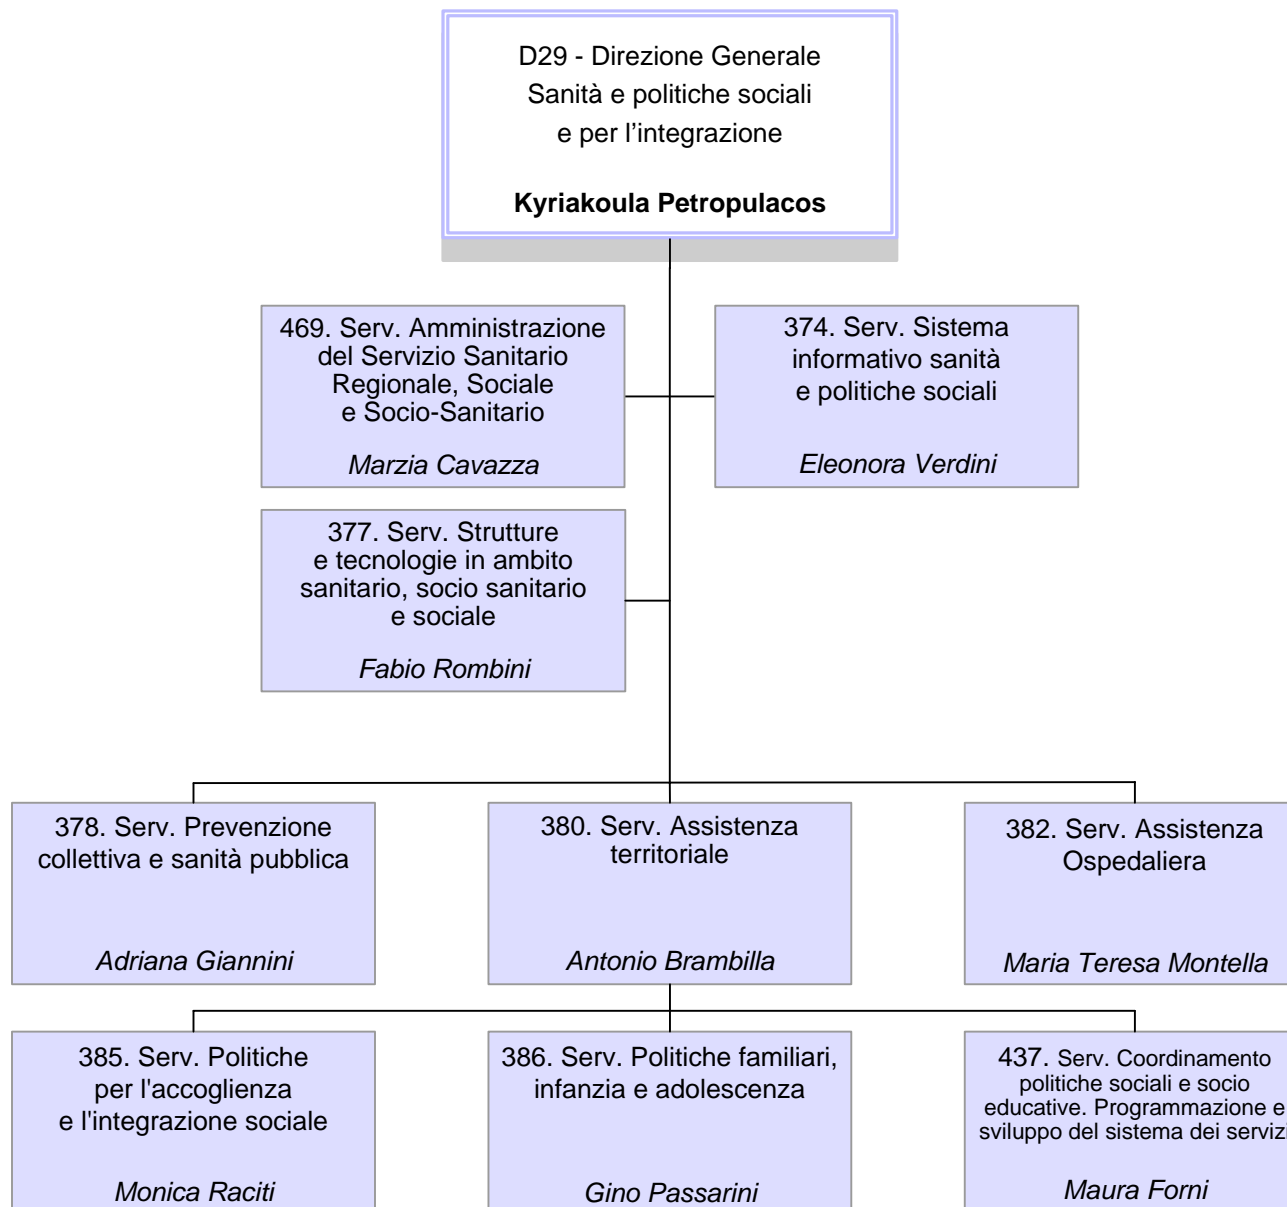 D29 - Direzione Generale
Sanità e politiche sociali
e per l’integrazione
Kyriakoula Petropulacos
469. Serv. Amministrazione
del Servizio Sanitario
Regionale, Sociale
e Socio-Sanitario
Marzia Cavazza
374. Serv. Sistema
informativo sanità
e politiche sociali
Eleonora Verdini
377. Serv. Strutture
e tecnologie in ambito
sanitario, socio sanitario
e sociale
Fabio Rombini
378. Serv. Prevenzione
collettiva e sanità pubblica
Adriana Giannini
380. Serv. Assistenza
territoriale
Antonio Brambilla
382. Serv. Assistenza
Ospedaliera
Maria Teresa Montella
385. Serv. Politiche
per l'accoglienza
e l'integrazione sociale
Monica Raciti
386. Serv. Politiche familiari,
infanzia e adolescenza
Gino Passarini
437. Serv. Coordinamento
politiche sociali e socio
educative. Programmazione e
sviluppo del sistema dei servizi
Maura Forni